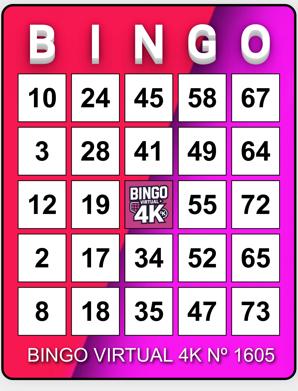 BINGO
10 24 45 58 67
3 28 41 49 64
12 19 BINGO VIRTUAL 4K 55 72
2 17 34 52 65
8 18 35 47 73
BINGO VIRTUAL 4K Nº 1605